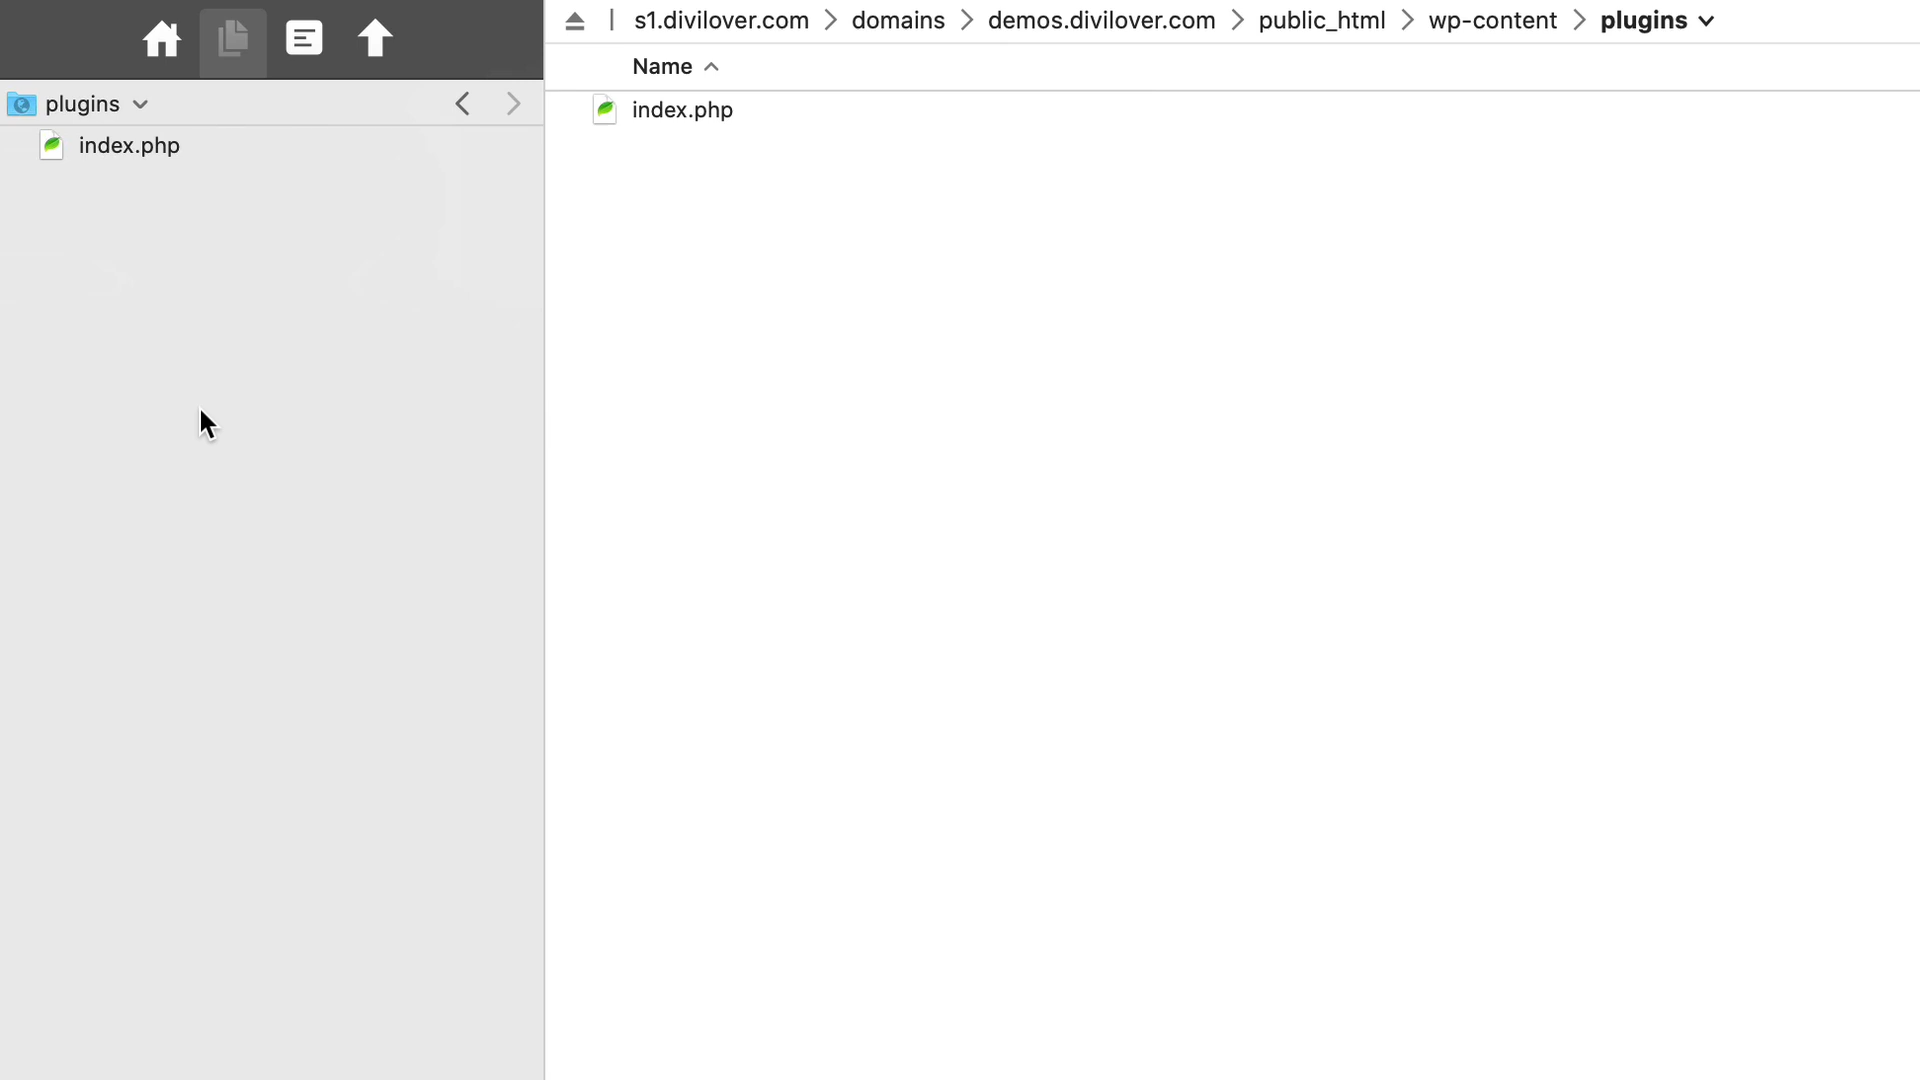 plugins
index.php
s1.divilover.com > domains > demos.divilover.com > public_html > wp-content > plugins
Name
index.php